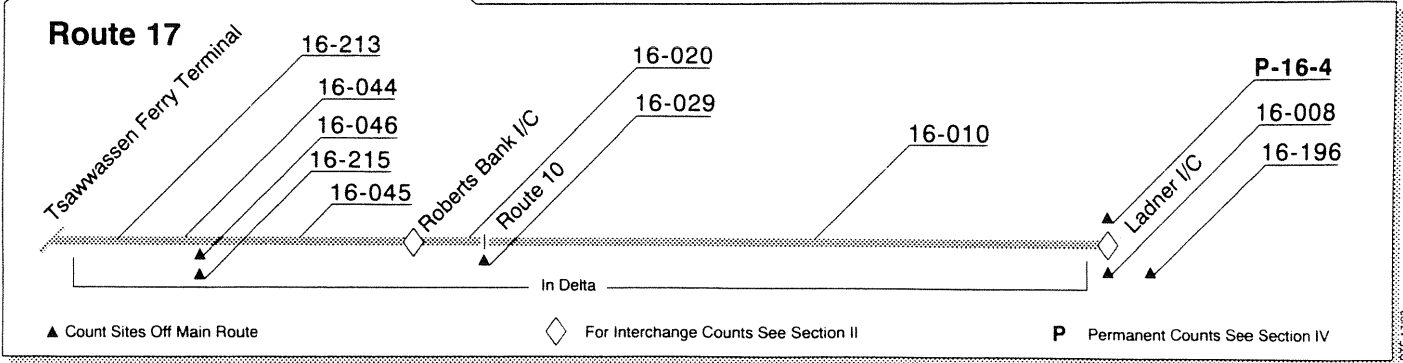 Route 17
Tsawwassen Ferry Terminal
16-213
16-044
16-046
16-215
16-045
Roberts Bank I/C
16-020
16-029
Route 10
16-010
P-16-4
16-008
16-196
Ladner I/C
In Delta
▲ Count Sites Off Main Route
◇ For Interchange Counts See Section II
P Permanent Counts See Section IV